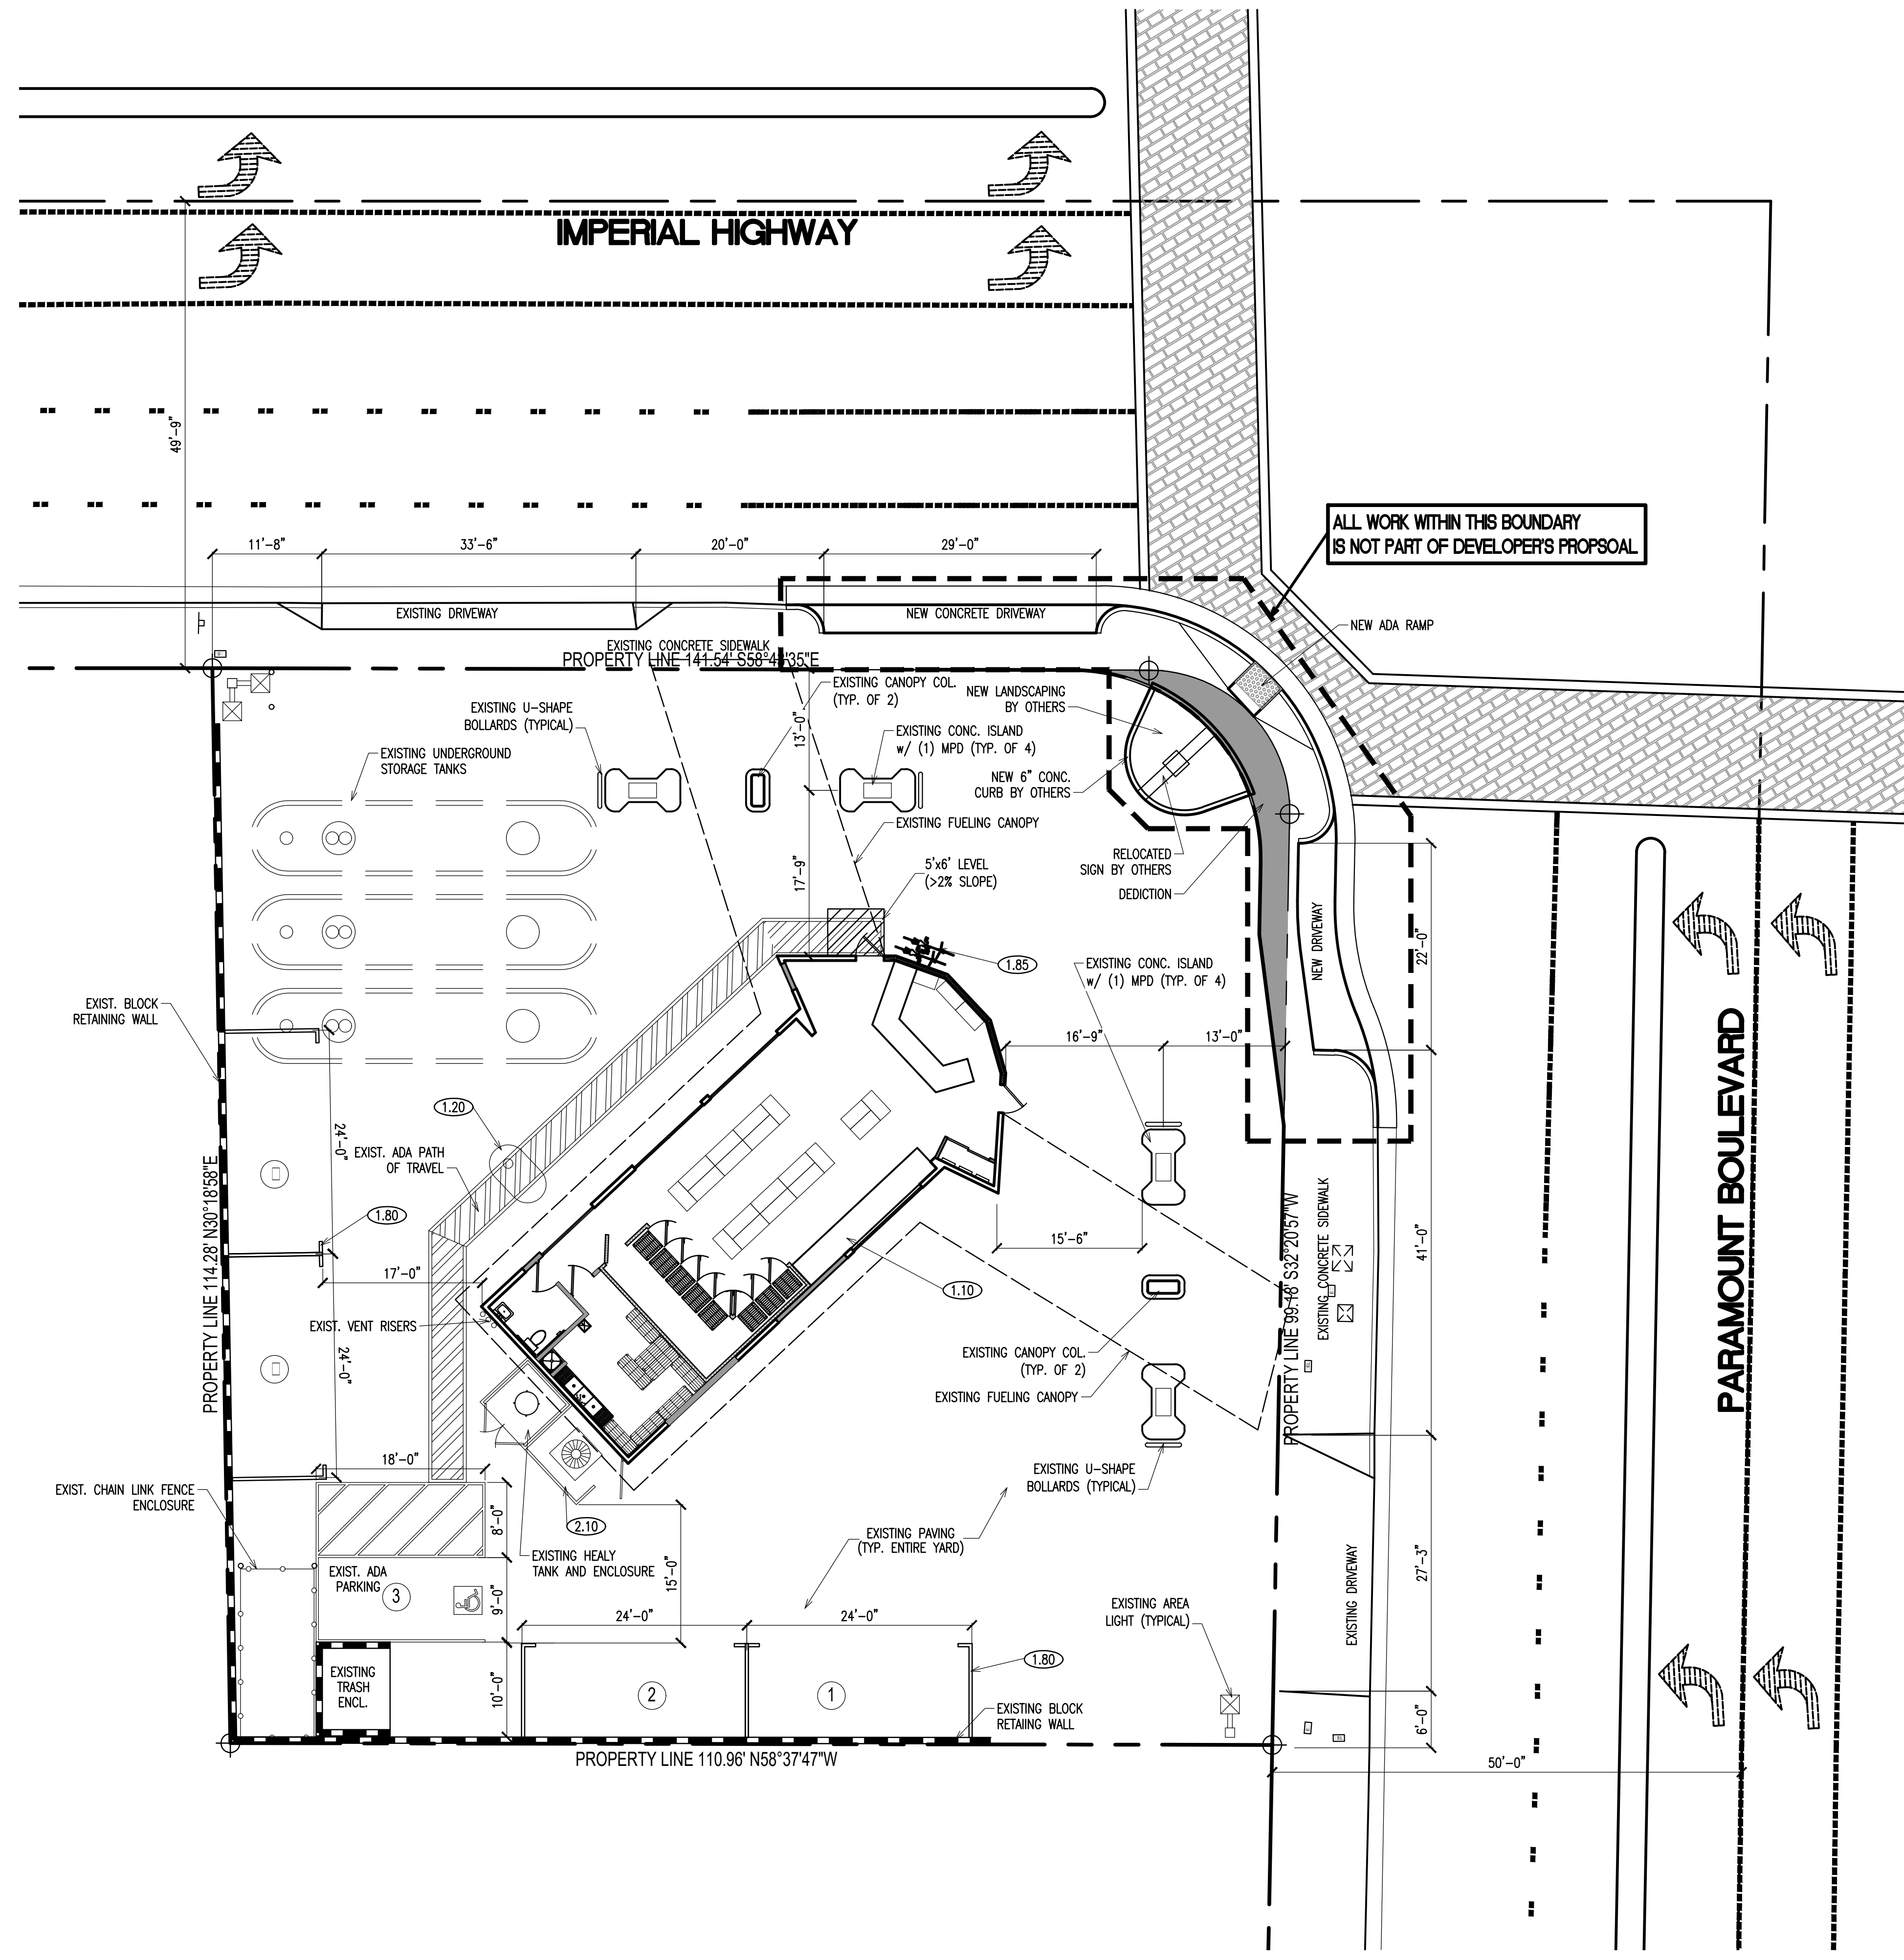 IMPERIAL HIGHWAY
49'-9"
ALL WORK WITHIN THIS BOUNDARY
IS NOT PART OF DEVELOPER'S PROPSOAL
11'-8"
33'-6"
20'-0"
29'-0"
EXISTING DRIVEWAY
NEW CONCRETE DRIVEWAY
NEW ADA RAMP
EXISTING CONCRETE SIDEWALK
EXISTING CANOPY COL.
(TYP. OF 2)
NEW LANDSCAPING
BY OTHERS
EXISTING U-SHAPE
BOLLARDS (TYPICAL)
13'-0"
EXISTING CONC. ISLAND
w/ (1) MPD (TYP. OF 4)
EXISTING UNDERGROUND
STORAGE TANKS
NEW 6" CONC.
CURB BY OTHERS
EXISTING FUELING CANOPY
RELOCATED
SIGN BY OTHERS
17'-9"
5'x6' LEVEL
(>2% SLOPE)
DEDICTION
NEW DRIVEWAY
22'-0"
1.85
EXISTING CONC. ISLAND
w/ (1) MPD (TYP. OF 4)
EXIST. BLOCK
RETAINING WALL
16'-9"
13'-0"
PARAMOUNT BOULEVARD
1.20
24'-0"
EXIST. ADA PATH
OF TRAVEL
PROPERTY LINE 114.28' N30°18'58"E
1.80
15'-6"
PROPERTY LINE 99.18' S32°20'57"W
EXISTING CONCRETE SIDEWALK
41'-0"
17'-0"
1.10
EXIST. VENT RISERS
24'-0"
EXISTING CANOPY COL.
(TYP. OF 2)
EXISTING FUELING CANOPY
18'-0"
EXISTING U-SHAPE
BOLLARDS (TYPICAL)
EXIST. CHAIN LINK FENCE
ENCLOSURE
8'-0"
2.10
EXISTING PAVING
(TYP. ENTIRE YARD)
EXISTING HEALY
TANK AND ENCLOSURE
15'-0"
EXIST. ADA
PARKING
3
9'-0"
EXISTING DRIVEWAY
27'-3"
24'-0"
24'-0"
EXISTING AREA
LIGHT (TYPICAL)
1.80
EXISTING
TRASH
ENCL.
10'-0"
2
1
EXISTING BLOCK
RETAIING WALL
6'-0"
PROPERTY LINE 110.96' N58°37'47"W
50'-0"